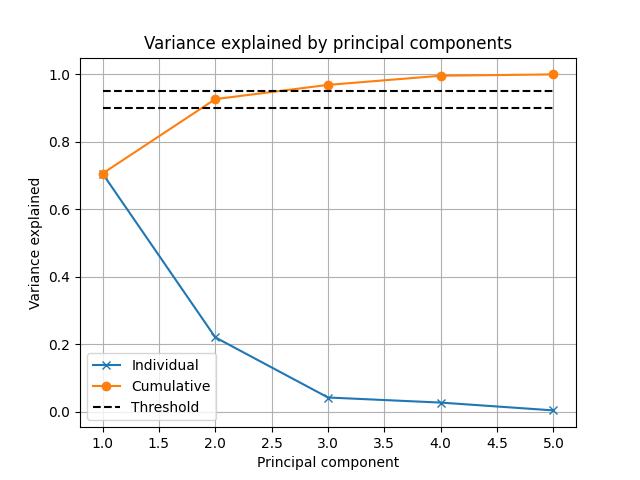 Variance explained by principal components
Variance explained
1.0
0.8
0.6
0.4
0.2
0.0
Individual
Cumulative
Threshold
1.0 1.5 2.0 2.5 3.0 3.5 4.0 4.5 5.0
Principal component